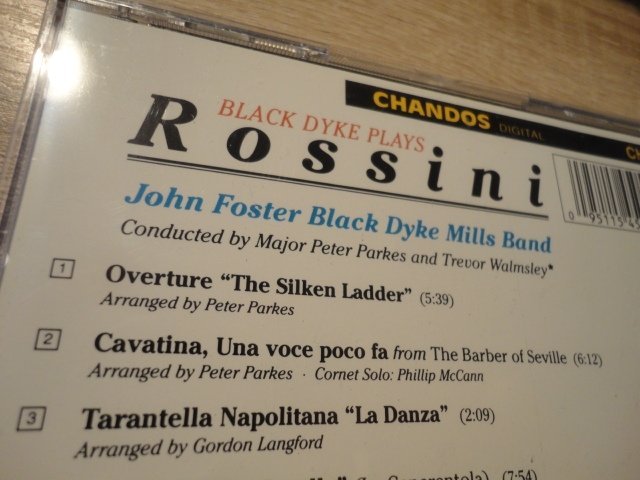 CHANDOS DIGITAL
BLACK DYKE PLAYS
Rossini
0 95115
John Foster Black Dyke Mills Band
Conducted by Major Peter Parkes and Trevor Walmsley*
1 Overture "The Silken Ladder" (5:39)
Arranged by Peter Parkes
2 Cavatina, Una voce poco fa from The Barber of Seville (6:12)
Arranged by Peter Parkes · Cornet Solo: Phillip McCann
3 Tarantella Napolitana "La Danza" (2:09)
Arranged by Gordon Langford
Cenerentola) (7:54)